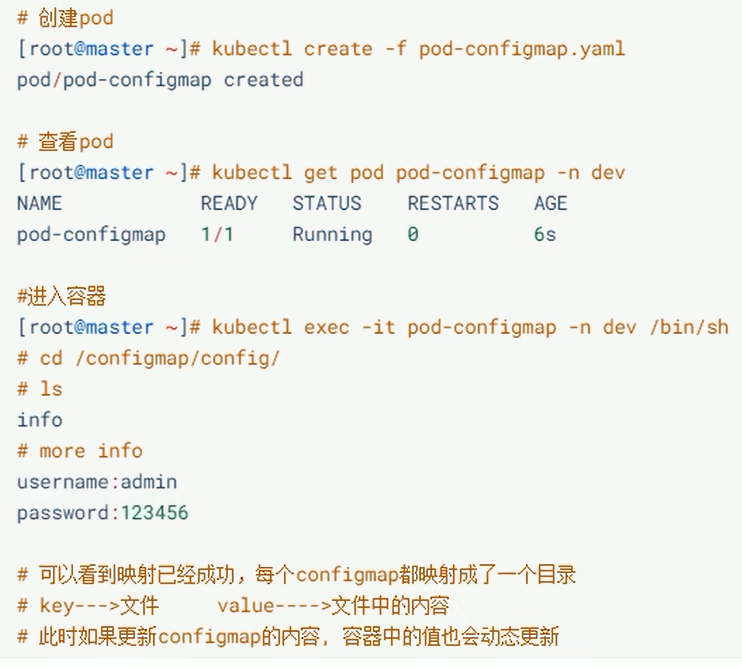 # 创建pod
[root@master ~]# kubectl create -f pod-configmap.yaml
pod/pod-configmap created
# 查看pod
[root@master ~]# kubectl get pod pod-configmap -n dev
NAME            READY   STATUS    RESTARTS   AGE
pod-configmap   1/1     Running   0          6s
#进入容器
[root@master ~]# kubectl exec -it pod-configmap -n dev /bin/sh
# cd /configmap/config/
# ls
info
# more info
username:admin
password:123456
# 可以看到映射已经成功，每个configmap都映射成了一个目录
# key--->文件     value---->文件中的内容
# 此时如果更新configmap的内容, 容器中的值也会动态更新